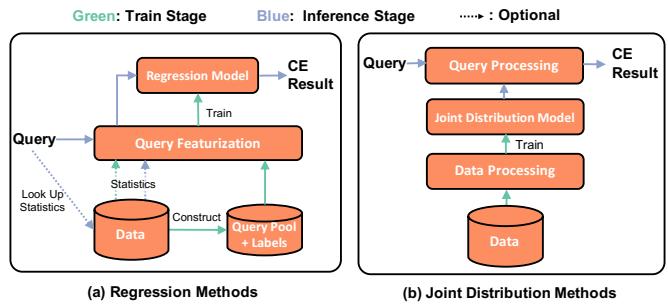 Green: Train Stage
Blue: Inference Stage
: Optional
Regression Model
CE
Result
Train
Query
Query Featurization
Look Up
Statistics
Statistics
Data
Construct
Query Pool
+ Labels
(a) Regression Methods
Query
Query Processing
CE
Result
Joint Distribution Model
Train
Data Processing
Data
(b) Joint Distribution Methods